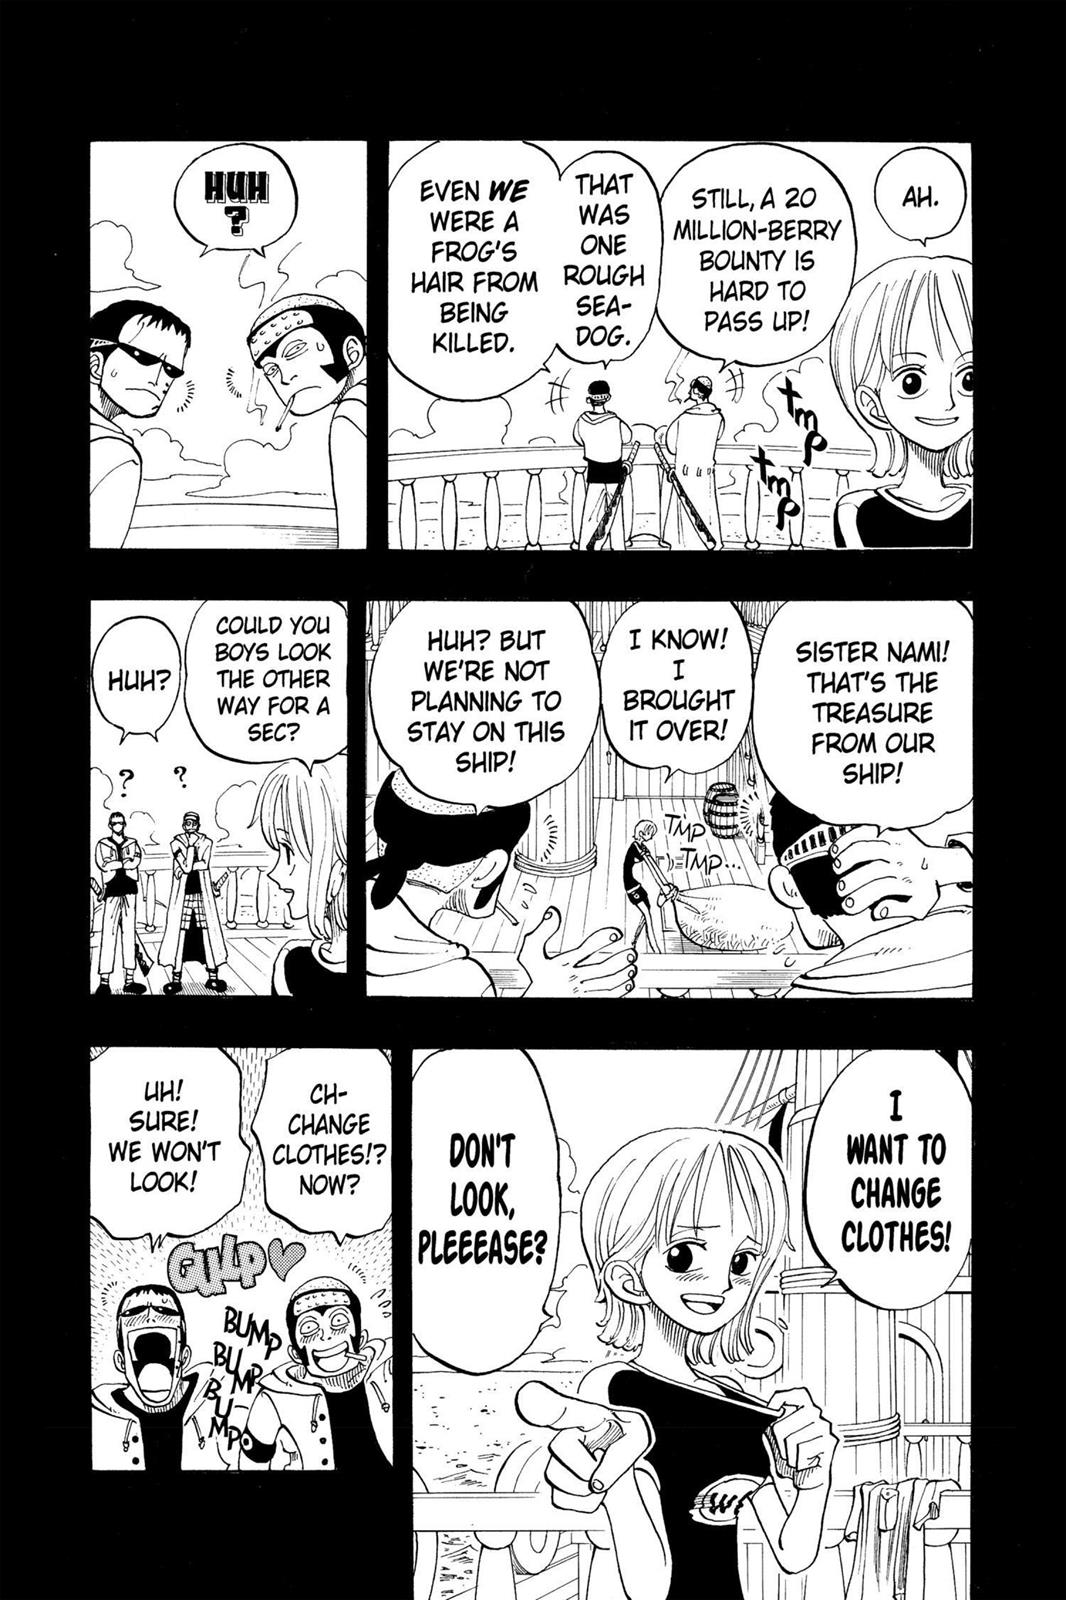 AH.
STILL, A 20
MILLION-BERRY
BOUNTY IS
HARD TO
PASS UP!
THAT
WAS
ONE
ROUGH
SEA-
DOG.
EVEN WE
WERE A
FROG'S
HAIR FROM
BEING
KILLED.
TMP
TMP
HUH
?
SISTER NAMI!
THAT'S THE
TREASURE
FROM OUR
SHIP!
I KNOW!
I
BROUGHT
IT OVER!
HUH? BUT
WE'RE NOT
PLANNING TO
STAY ON THIS
SHIP!
TMP
TMP...
COULD YOU
BOYS LOOK
THE OTHER
WAY FOR A
SEC?
HUH?
? ?
I
WANT TO
CHANGE
CLOTHES!
DON'T
LOOK,
PLEEEASE?
CH-
CHANGE
CLOTHES!?
NOW?
UH!
SURE!
WE WON'T
LOOK!
GULP
BUMP
BUMP
BU-
MP